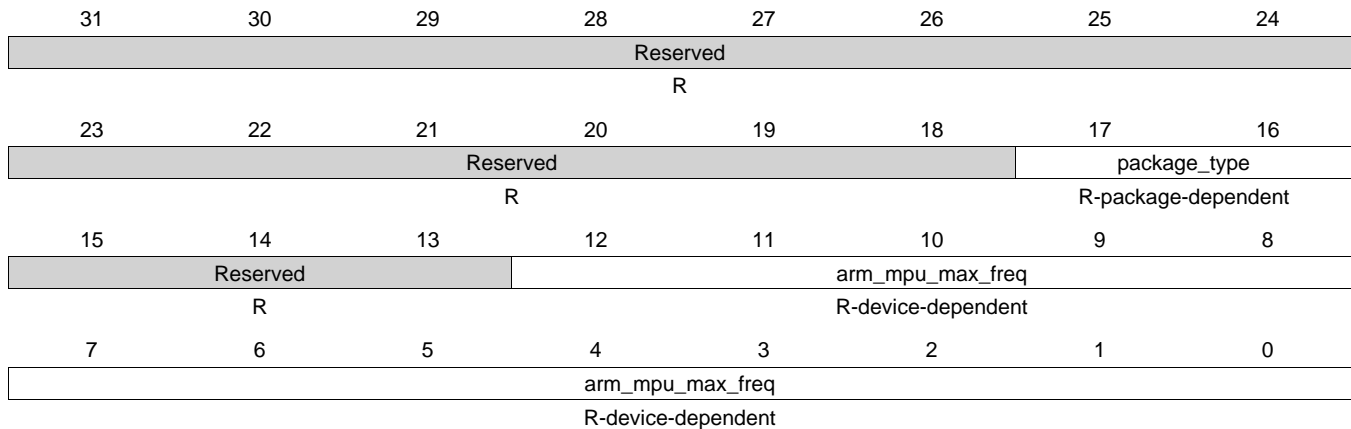 31 30 29 28 27 26 25 24
Reserved
R
23 22 21 20 19 18 17 16
Reserved package_type
R R-package-dependent
15 14 13 12 11 10 9 8
Reserved arm_mpu_max_freq
R R-device-dependent
7 6 5 4 3 2 1 0
arm_mpu_max_freq
R-device-dependent